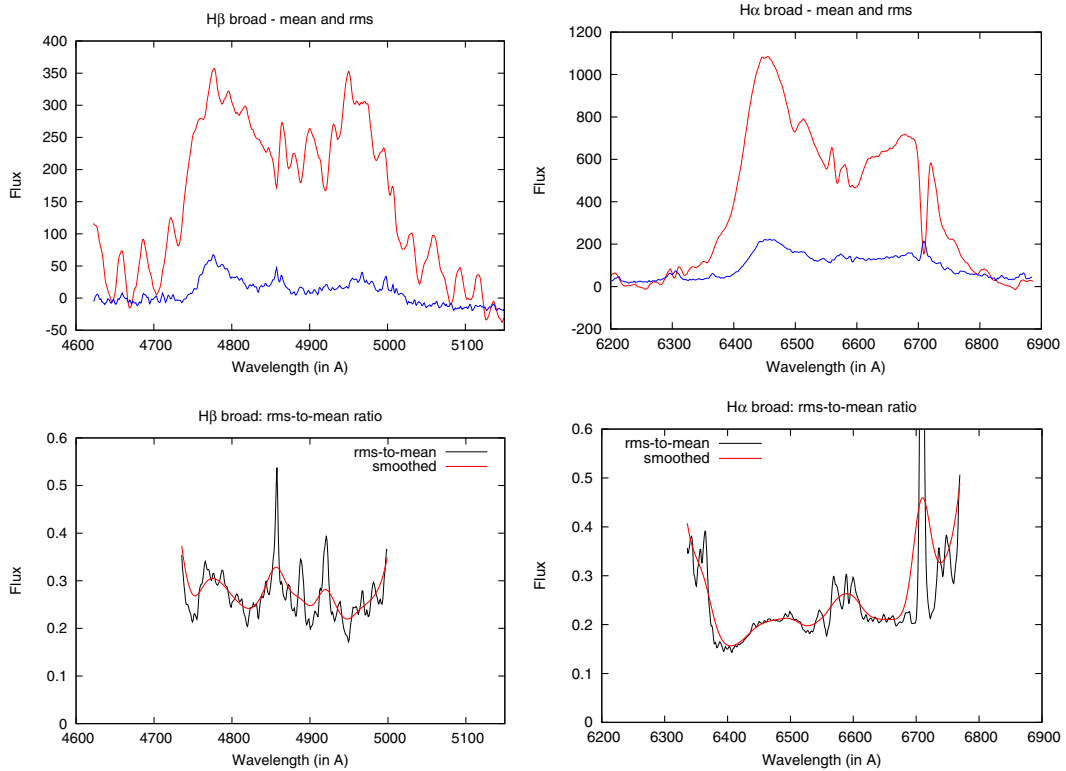 Hβ broad - mean and rms
Flux
400
350
300
250
200
150
100
50
0
-50
4600 4700 4800 4900 5000 5100
Wavelength (in A)
Hα broad - mean and rms
Flux
1200
1000
800
600
400
200
0
-200
6200 6300 6400 6500 6600 6700 6800 6900
Wavelength (in A)
Hβ broad: rms-to-mean ratio
rms-to-mean
smoothed
Flux
0.6
0.5
0.4
0.3
0.2
0.1
0
4600 4700 4800 4900 5000 5100
Wavelength (in A)
Hα broad: rms-to-mean ratio
rms-to-mean
smoothed
Flux
0.6
0.5
0.4
0.3
0.2
0.1
0
6200 6300 6400 6500 6600 6700 6800 6900
Wavelength (in A)